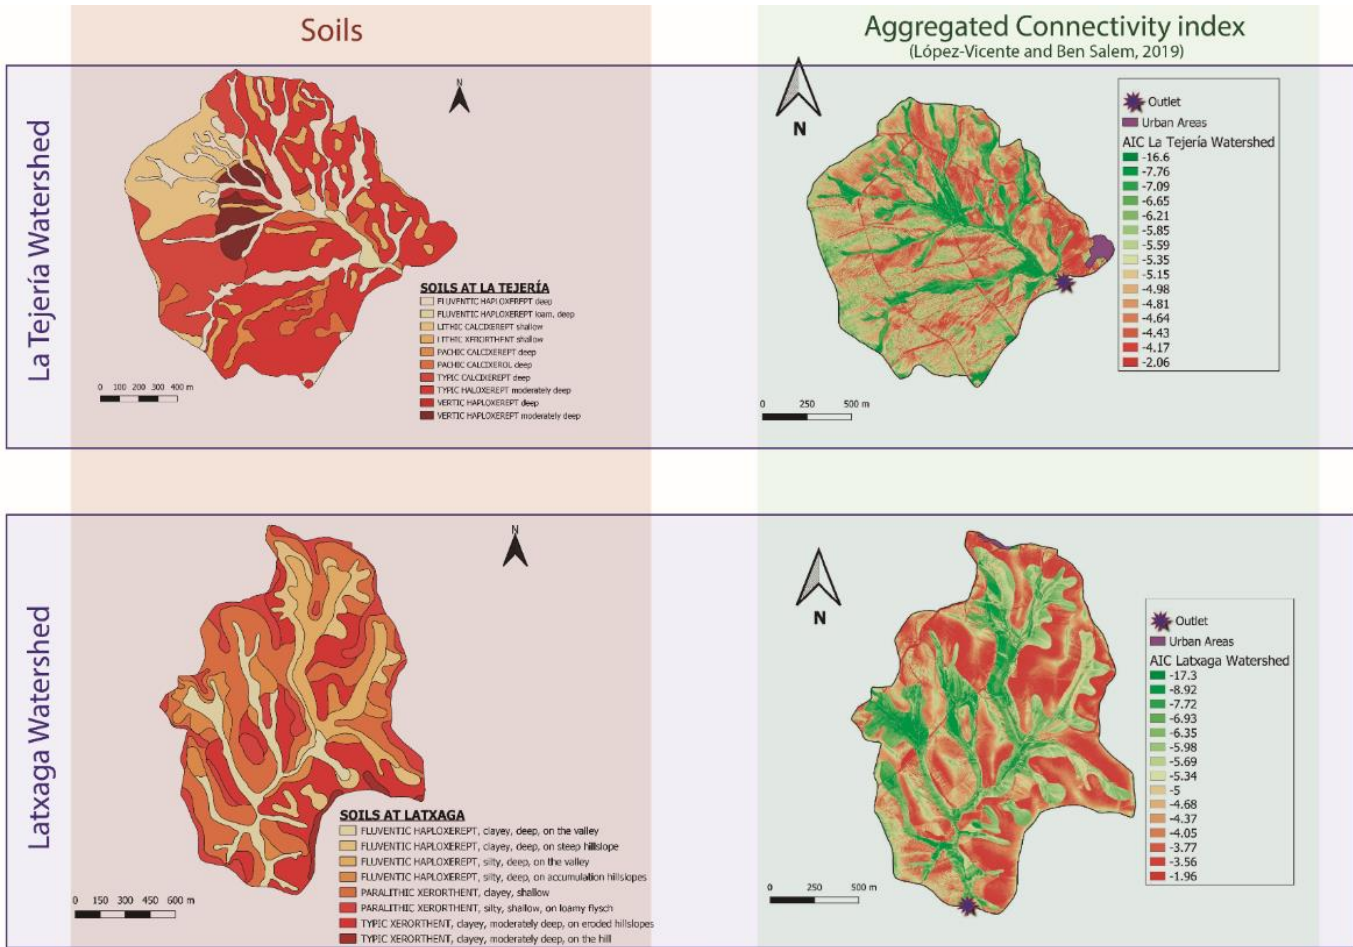 Soils
Aggregated Connectivity index
(López-Vicente and Ben Salem, 2019)
La Tejería Watershed
N
SOILS AT LA TEJERÍA
FLUVENTIC HAPLOXEREPT deep
FLUVENTIC HAPLOXEREPT loam, deep
LITHIC CALCIXEREPT shallow
LITHIC XERORTHENT shallow
PACHIC CALCIXEREPT deep
PACHIC CALCIXEROL deep
TYPIC CALCIXEREPT deep
TYPIC HALOXEREPT moderately deep
VERTIC HAPLOXEREPT deep
VERTIC HAPLOXEREPT moderately deep
0 100 200 300 400 m
N
Outlet
Urban Areas
AIC La Tejería Watershed
-16.6
-7.76
-7.09
-6.65
-6.21
-5.85
-5.59
-5.35
-5.15
-4.98
-4.81
-4.64
-4.43
-4.17
-2.06
0 250 500 m
Latxaga Watershed
N
SOILS AT LATXAGA
FLUVENTIC HAPLOXEREPT, clayey, deep, on the valley
FLUVENTIC HAPLOXEREPT, clayey, deep, on steep hillslope
FLUVENTIC HAPLOXEREPT, silty, deep, on the valley
FLUVENTIC HAPLOXEREPT, silty, deep, on accumulation hillslopes
PARALITHIC XERORTHENT, clayey, shallow
PARALITHIC XERORTHENT, silty, shallow, on loamy flysch
TYPIC XERORTHENT, clayey, moderately deep, on eroded hillslopes
TYPIC XERORTHENT, clayey, moderately deep, on the hill
0 150 300 450 600 m
N
Outlet
Urban Areas
AIC Latxaga Watershed
-17.3
-8.92
-7.72
-6.93
-6.35
-5.98
-5.69
-5.34
-5
-4.68
-4.37
-4.05
-3.77
-3.56
-1.96
0 250 500 m